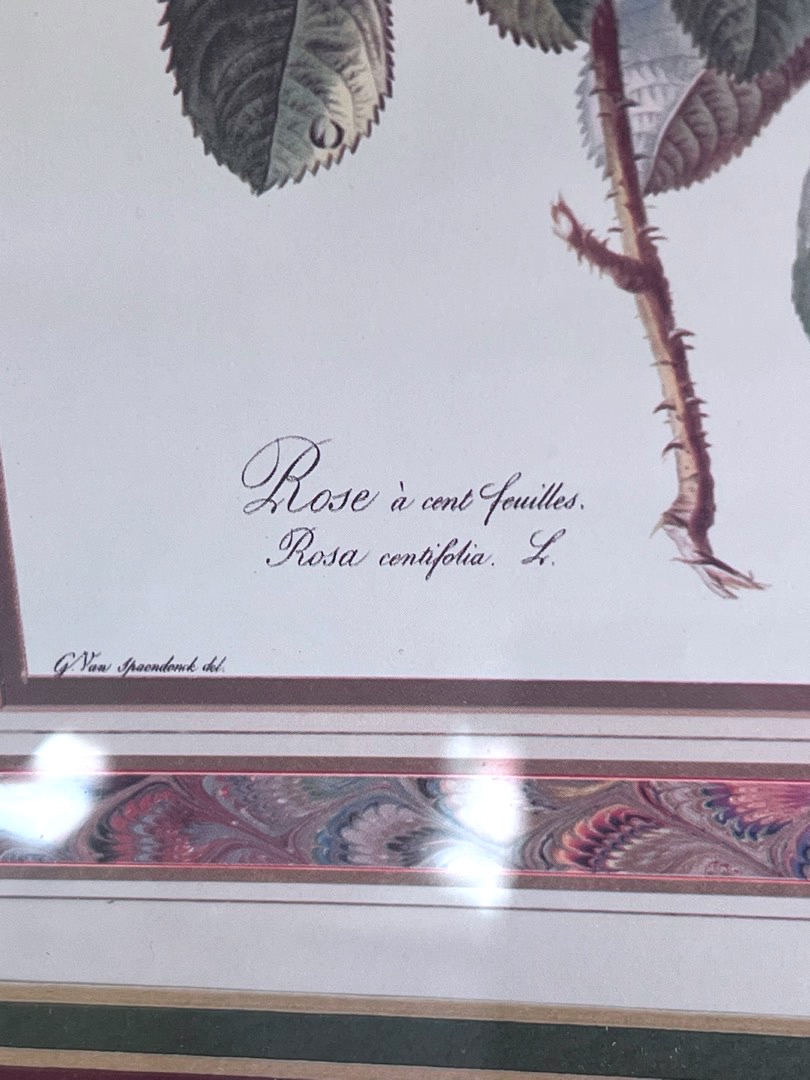 Rose à cent feuilles.
Rosa centifolia. L.
G. Van Spaendonck del.